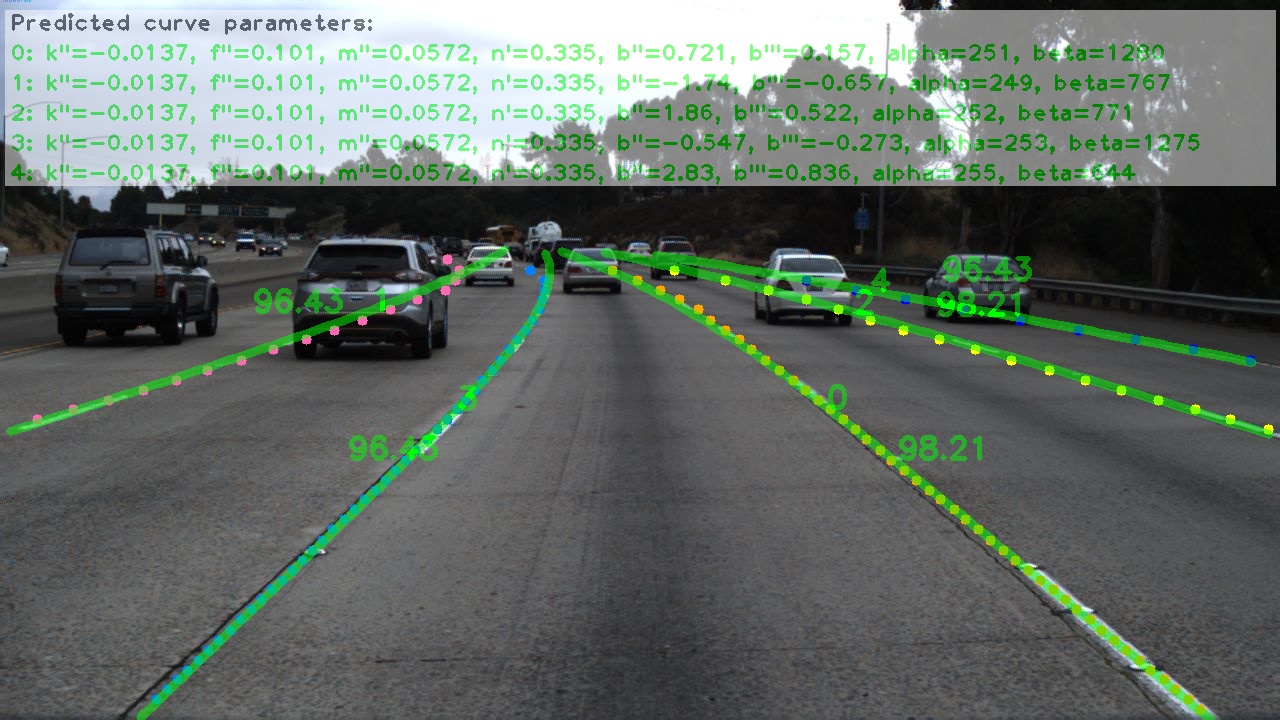 Predicted curve parameters:
0: k''=-0.0137, f''=0.101, m''=0.0572, n'=0.335, b''=0.721, b'''=0.157, alpha=251, beta=1280
1: k''=-0.0137, f''=0.101, m''=0.0572, n'=0.335, b''=-1.74, b'''=-0.657, alpha=249, beta=767
2: k''=-0.0137, f''=0.101, m''=0.0572, n'=0.335, b''=1.86, b'''=0.522, alpha=252, beta=771
3: k''=-0.0137, f''=0.101, m''=0.0572, n'=0.335, b''=-0.547, b'''=-0.273, alpha=253, beta=1275
4: k''=-0.0137, f''=0.101, m''=0.0572, n'=0.335, b''=2.83, b'''=0.836, alpha=255, beta=644
96.43
4
96.43 1
2 98.21
3
0
96.43
98.21